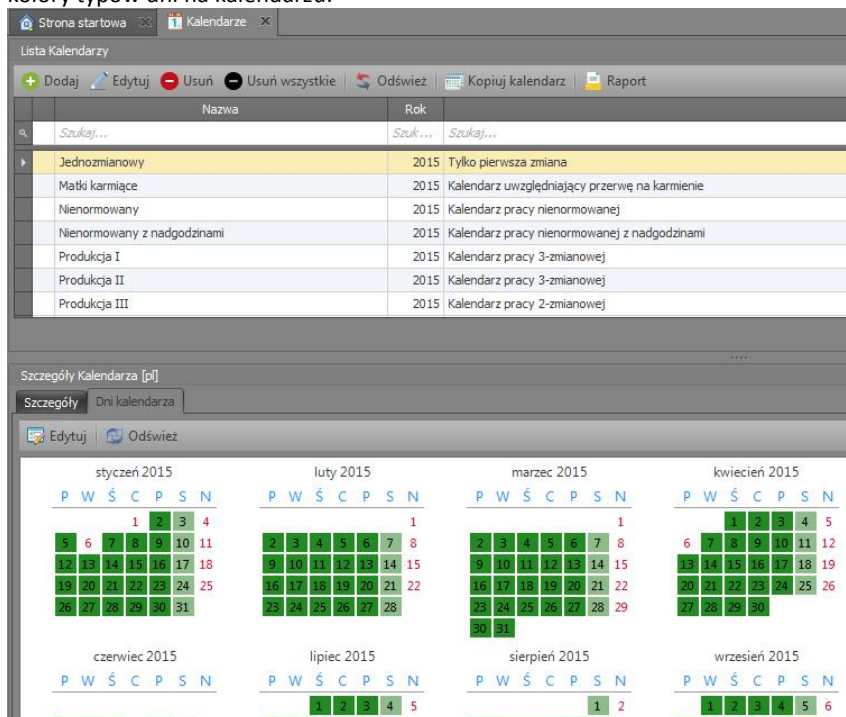 kolory typów dni na kalendarzu.
Strona startowa Kalendarze
Lista Kalendarzy
Dodaj Edytuj Usuń Usuń wszystkie Odśwież Kopiuj kalendarz Raport
Nazwa Rok
Szukaj... Szuk... Szukaj...
Jednozmianowy 2015 Tylko pierwsza zmiana
Matki karmiące 2015 Kalendarz uwzględniający przerwę na karmienie
Nienormowany 2015 Kalendarz pracy nienormowanej
Nienormowany z nadgodzinami 2015 Kalendarz pracy nienormowanej z nadgodzinami
Produkcja I 2015 Kalendarz pracy 3-zmianowej
Produkcja II 2015 Kalendarz pracy 3-zmianowej
Produkcja III 2015 Kalendarz pracy 2-zmianowej
Szczegóły Kalendarza [pl]
Szczegóły Dni kalendarza
Edytuj Odśwież
styczeń 2015 luty 2015 marzec 2015 kwiecień 2015
P W Ś C P S N P W Ś C P S N P W Ś C P S N P W Ś C P S N
1 2 3 4 1 1 1 2 3 4 5
5 6 7 8 9 10 11 2 3 4 5 6 7 8 2 3 4 5 6 7 8 6 7 8 9 10 11 12
12 13 14 15 16 17 18 9 10 11 12 13 14 15 9 10 11 12 13 14 15 13 14 15 16 17 18 19
19 20 21 22 23 24 25 16 17 18 19 20 21 22 16 17 18 19 20 21 22 20 21 22 23 24 25 26
26 27 28 29 30 31 23 24 25 26 27 28 23 24 25 26 27 28 29 27 28 29 30
30 31
czerwiec 2015 lipiec 2015 sierpień 2015 wrzesień 2015
P W Ś C P S N P W Ś C P S N P W Ś C P S N P W Ś C P S N
1 2 3 4 5 1 2 1 2 3 4 5 6